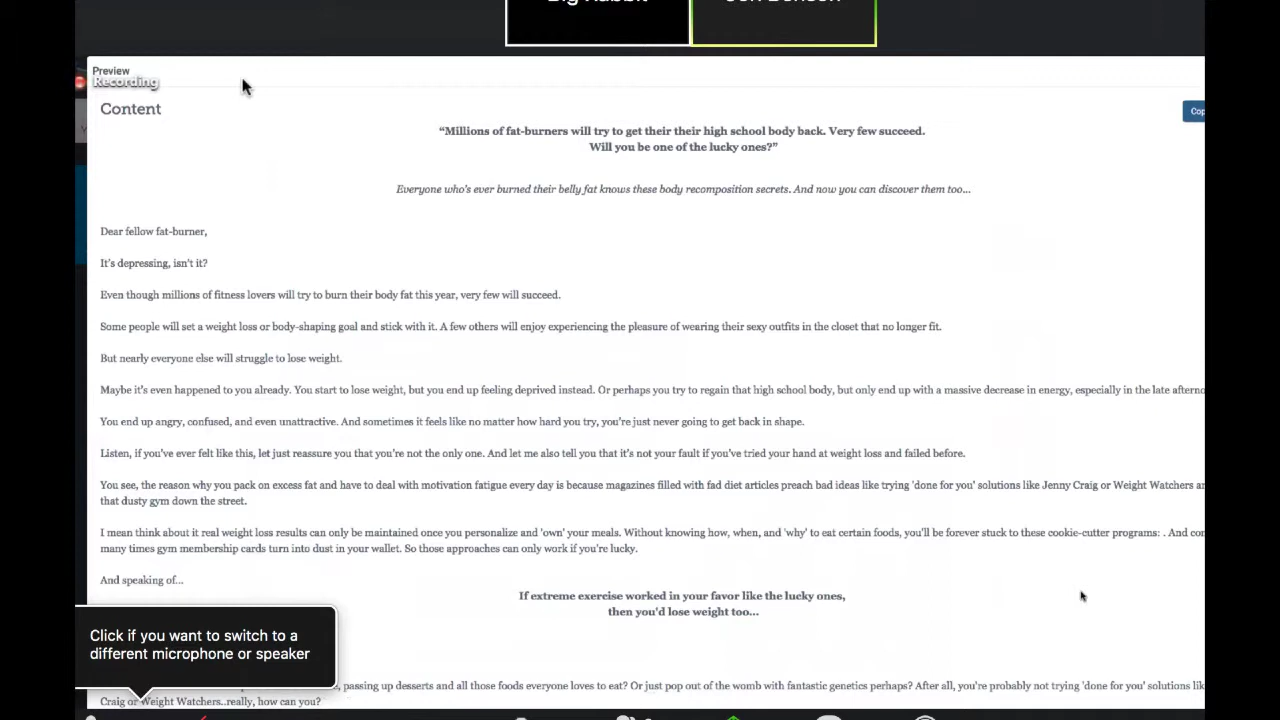 Preview
Recording
Content
“Millions of fat-burners will try to get their their high school body back. Very few succeed.
Will you be one of the lucky ones?”
Everyone who's ever burned their belly fat knows these body recomposition secrets. And now you can discover them too...
Dear fellow fat-burner,
It's depressing, isn't it?
Even though millions of fitness lovers will try to burn their body fat this year, very few will succeed.
Some people will set a weight loss or body-shaping goal and stick with it. A few others will enjoy experiencing the pleasure of wearing their sexy outfits in the closet that no longer fit.
But nearly everyone else will struggle to lose weight.
Maybe it's even happened to you already. You start to lose weight, but you end up feeling deprived instead. Or perhaps you try to regain that high school body, but only end up with a massive decrease in energy, especially in the late
You end up angry, confused, and even unattractive. And sometimes it feels like no matter how hard you try, you're just never going to get back in shape.
Listen, if you've ever felt like this, let just reassure you that you're not the only one. And let me also tell you that it's not your fault if you've tried your hand at weight loss and failed before.
You see, the reason why you pack on excess fat and have to deal with motivation fatigue every day is because magazines filled with fad diet articles preach bad ideas like trying 'done for you' solutions like Jenny Craig or Weight Watchers
that dusty gym down the street.
I mean think about it real weight loss results can only be maintained once you personalize and 'own' your meals. Without knowing how, when, and 'why' to eat certain foods, you'll be forever stuck to these cookie-cutter programs: . And
many times gym membership cards turn into dust in your wallet. So those approaches can only work if you're lucky.
And speaking of...
If extreme exercise worked in your favor like the lucky ones,
then you'd lose weight too...
Click if you want to switch to a
different microphone or speaker
, passing up desserts and all those foods everyone loves to eat? Or just pop out of the womb with fantastic genetics perhaps? After all, you're probably not trying 'done for you' solutions
Craig or Weight Watchers..really, how can you?